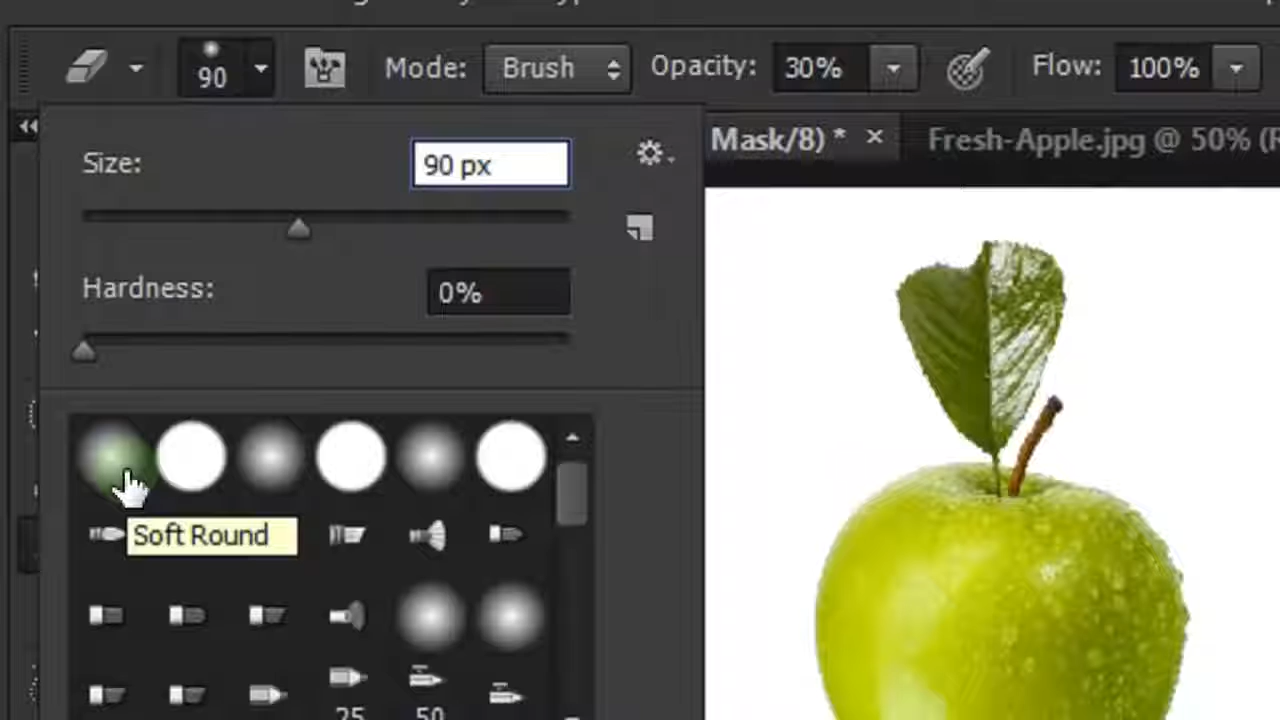 90 Mode: Brush Opacity: 30% Flow: 100%
Mask/8) * × Fresh-Apple.jpg @ 50% (
Size: 90 px
Hardness: 0%
Soft Round
25 50